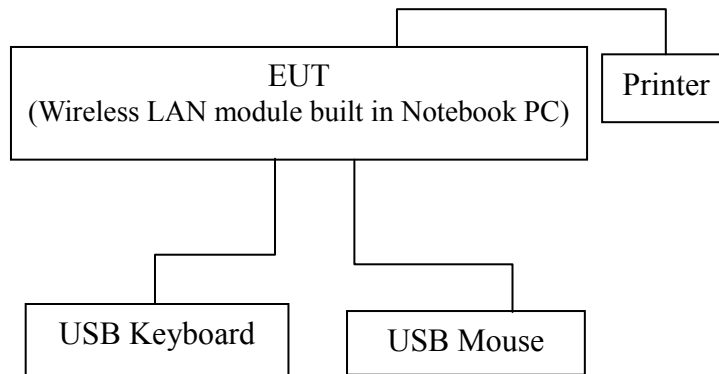 EUT
(Wireless LAN module built in Notebook PC)
Printer
USB Keyboard
USB Mouse